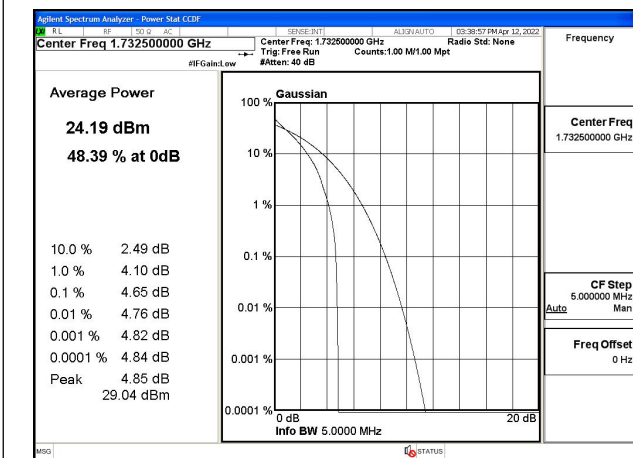 Agilent Spectrum Analyzer - Power Stat CCDF
RL RF 50 Ω AC SENSE:INT ALIGN AUTO 03:38:57 PM Apr 12, 2022
Center Freq 1.732500000 GHz
Center Freq: 1.732500000 GHz Radio Std: None
Trig: Free Run Counts:1.00 M/1.00 Mpt
#IFGain:Low #Atten: 40 dB
Frequency
Average Power
24.19 dBm
48.39 % at 0dB
10.0 % 2.49 dB
1.0 % 4.10 dB
0.1 % 4.65 dB
0.01 % 4.76 dB
0.001 % 4.82 dB
0.0001 % 4.84 dB
Peak 4.85 dB
29.04 dBm
Gaussian
100 %
10 %
1 %
0.1 %
0.01 %
0.001 %
0.0001 %
0 dB 20 dB
Info BW 5.0000 MHz
Center Freq
1.732500000 GHz
CF Step
5.000000 MHz
Auto Man
Freq Offset
0 Hz
MSG STATUS